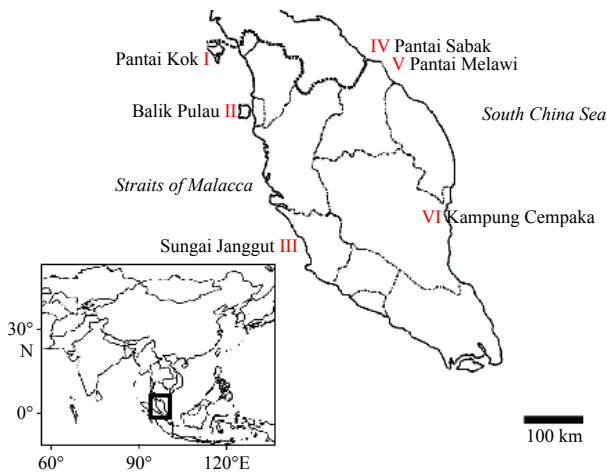 IV Pantai Sabak
Pantai Kok I
V Pantai Melawi
Balik Pulau II
South China Sea
Straits of Malacca
VI Kampung Cempaka
Sungai Janggut III
30°
N
0°
60°
90°
120°E
100 km